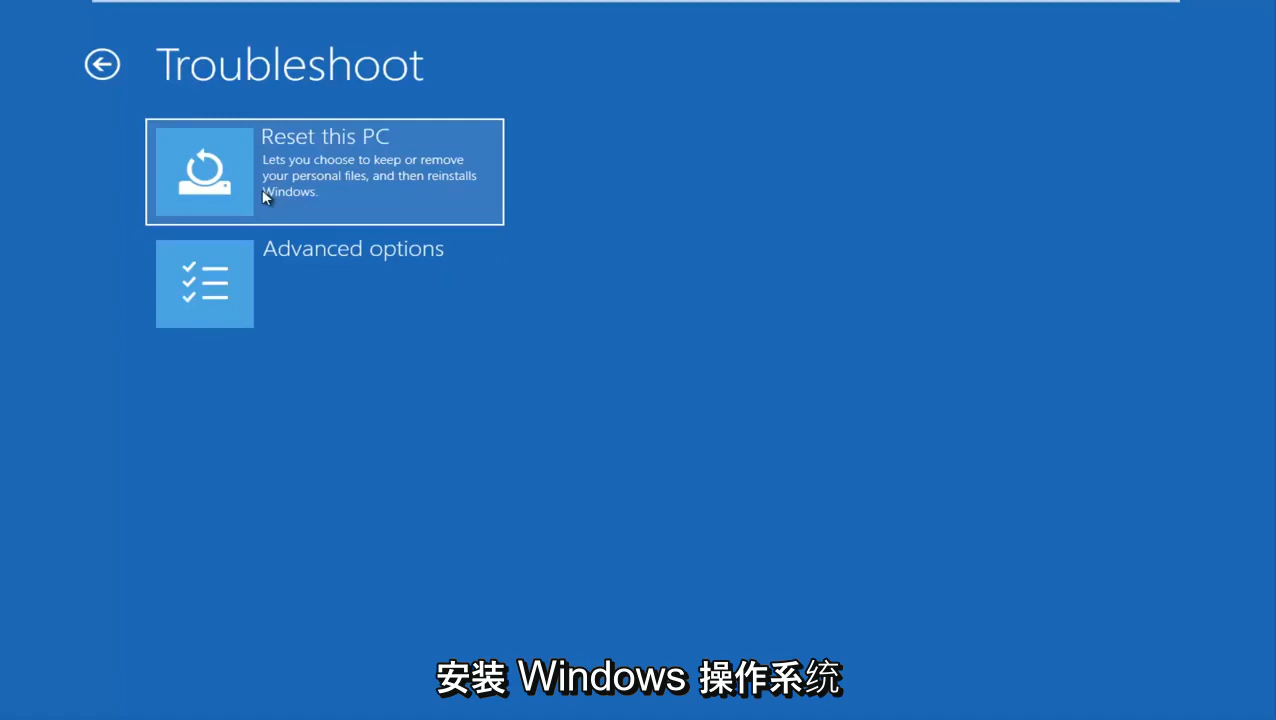 Troubleshoot
Reset this PC
Lets you choose to keep or remove
your personal files, and then reinstalls
Windows.
Advanced options
安装 Windows 操作系统